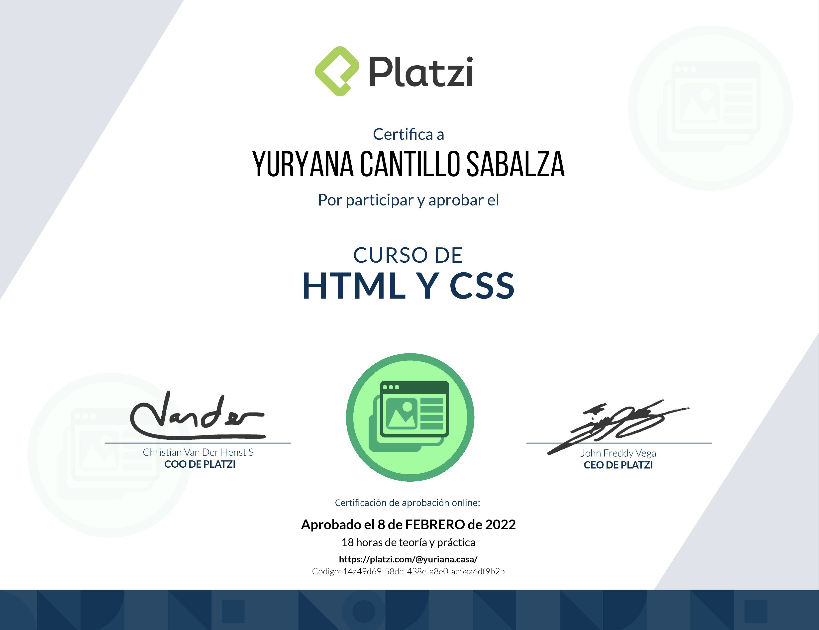 Platzi
Certifica a
YURYANA CANTILLO SABALZA
Por participar y aprobar el
CURSO DE
HTML Y CSS
Christian Van Der Henst S
COO DE PLATZI
John Freddy Vega
CEO DE PLATZI
Certificación de aprobación online:
Aprobado el 8 de FEBRERO de 2022
18 horas de teoría y práctica
https://platzi.com/@yuriana.casa/
Código: